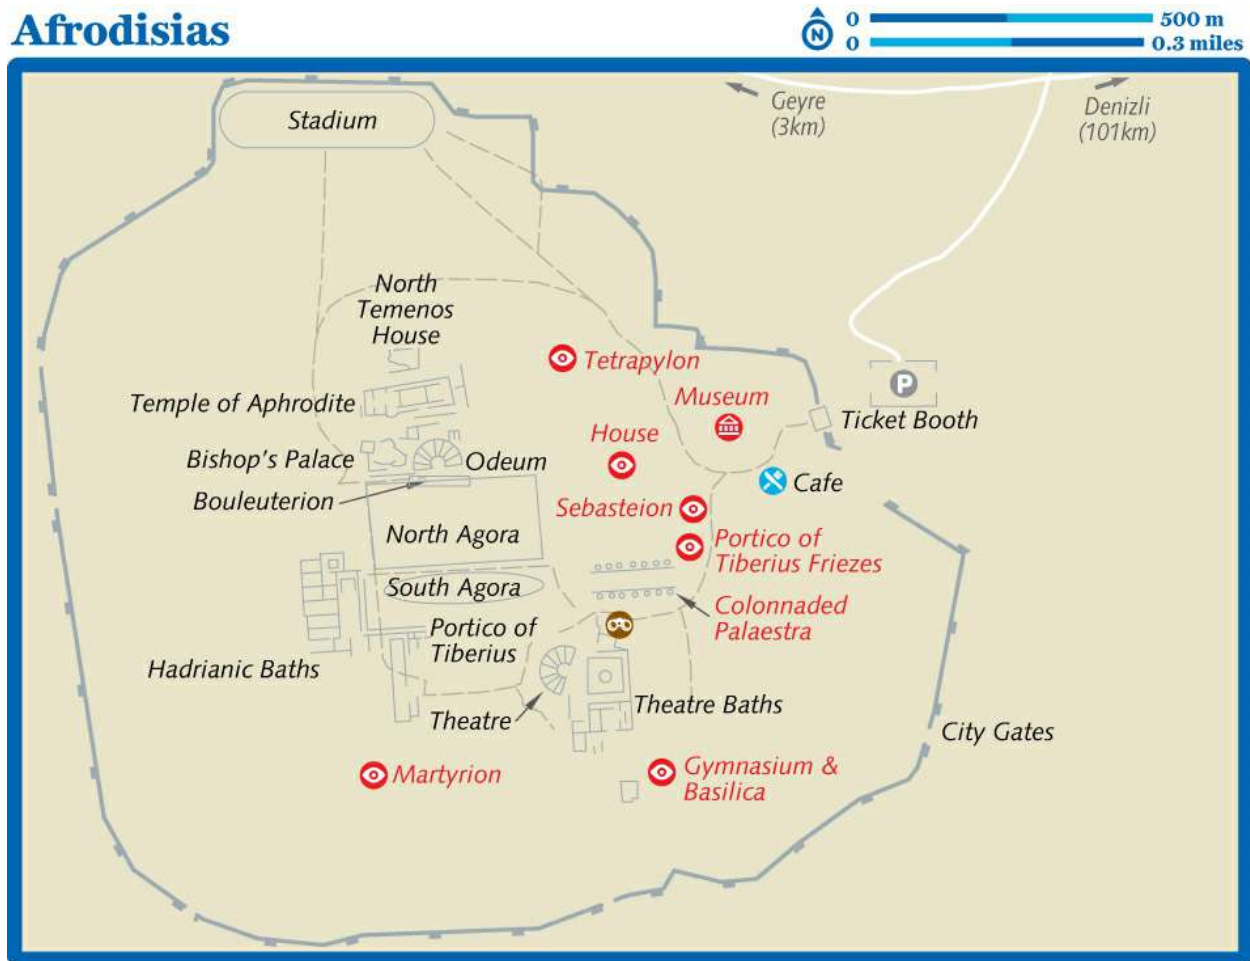 Afrodisias
N
0 500 m
0 0.3 miles
Geyre
(3km)
Denizli
(101km)
Stadium
North
Temenos
House
Tetrapylon
Temple of Aphrodite
Museum
P
Ticket Booth
House
Bishop's Palace
Odeum
Cafe
Bouleuterion
Sebasteion
North Agora
Portico of
Tiberius Friezes
South Agora
Colonnaded
Palaestra
Portico of
Tiberius
Hadrianic Baths
Theatre
Theatre Baths
City Gates
Martyrion
Gymnasium &
Basilica